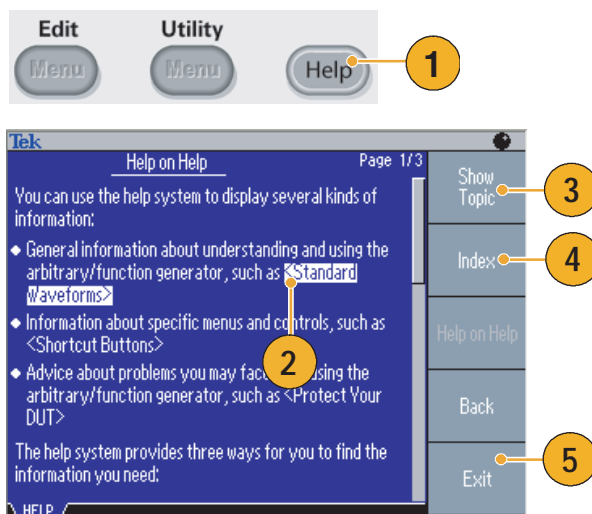 Edit Utility
Menu Menu Help 1
Tek
Help on Help Page 1/3
You can use the help system to display several kinds of
information:
◆ General information about understanding and using the
arbitrary/function generator, such as <Standard
Waveforms>
2
◆ Information about specific menus and controls, such as
<Shortcut Buttons>
◆ Advice about problems you may face using the
arbitrary/function generator, such as <Protect Your
DUT>
The help system provides three ways for you to find the
information you need:
HELP
Show
Topic 3
Index 4
Help on Help
Back
Exit 5